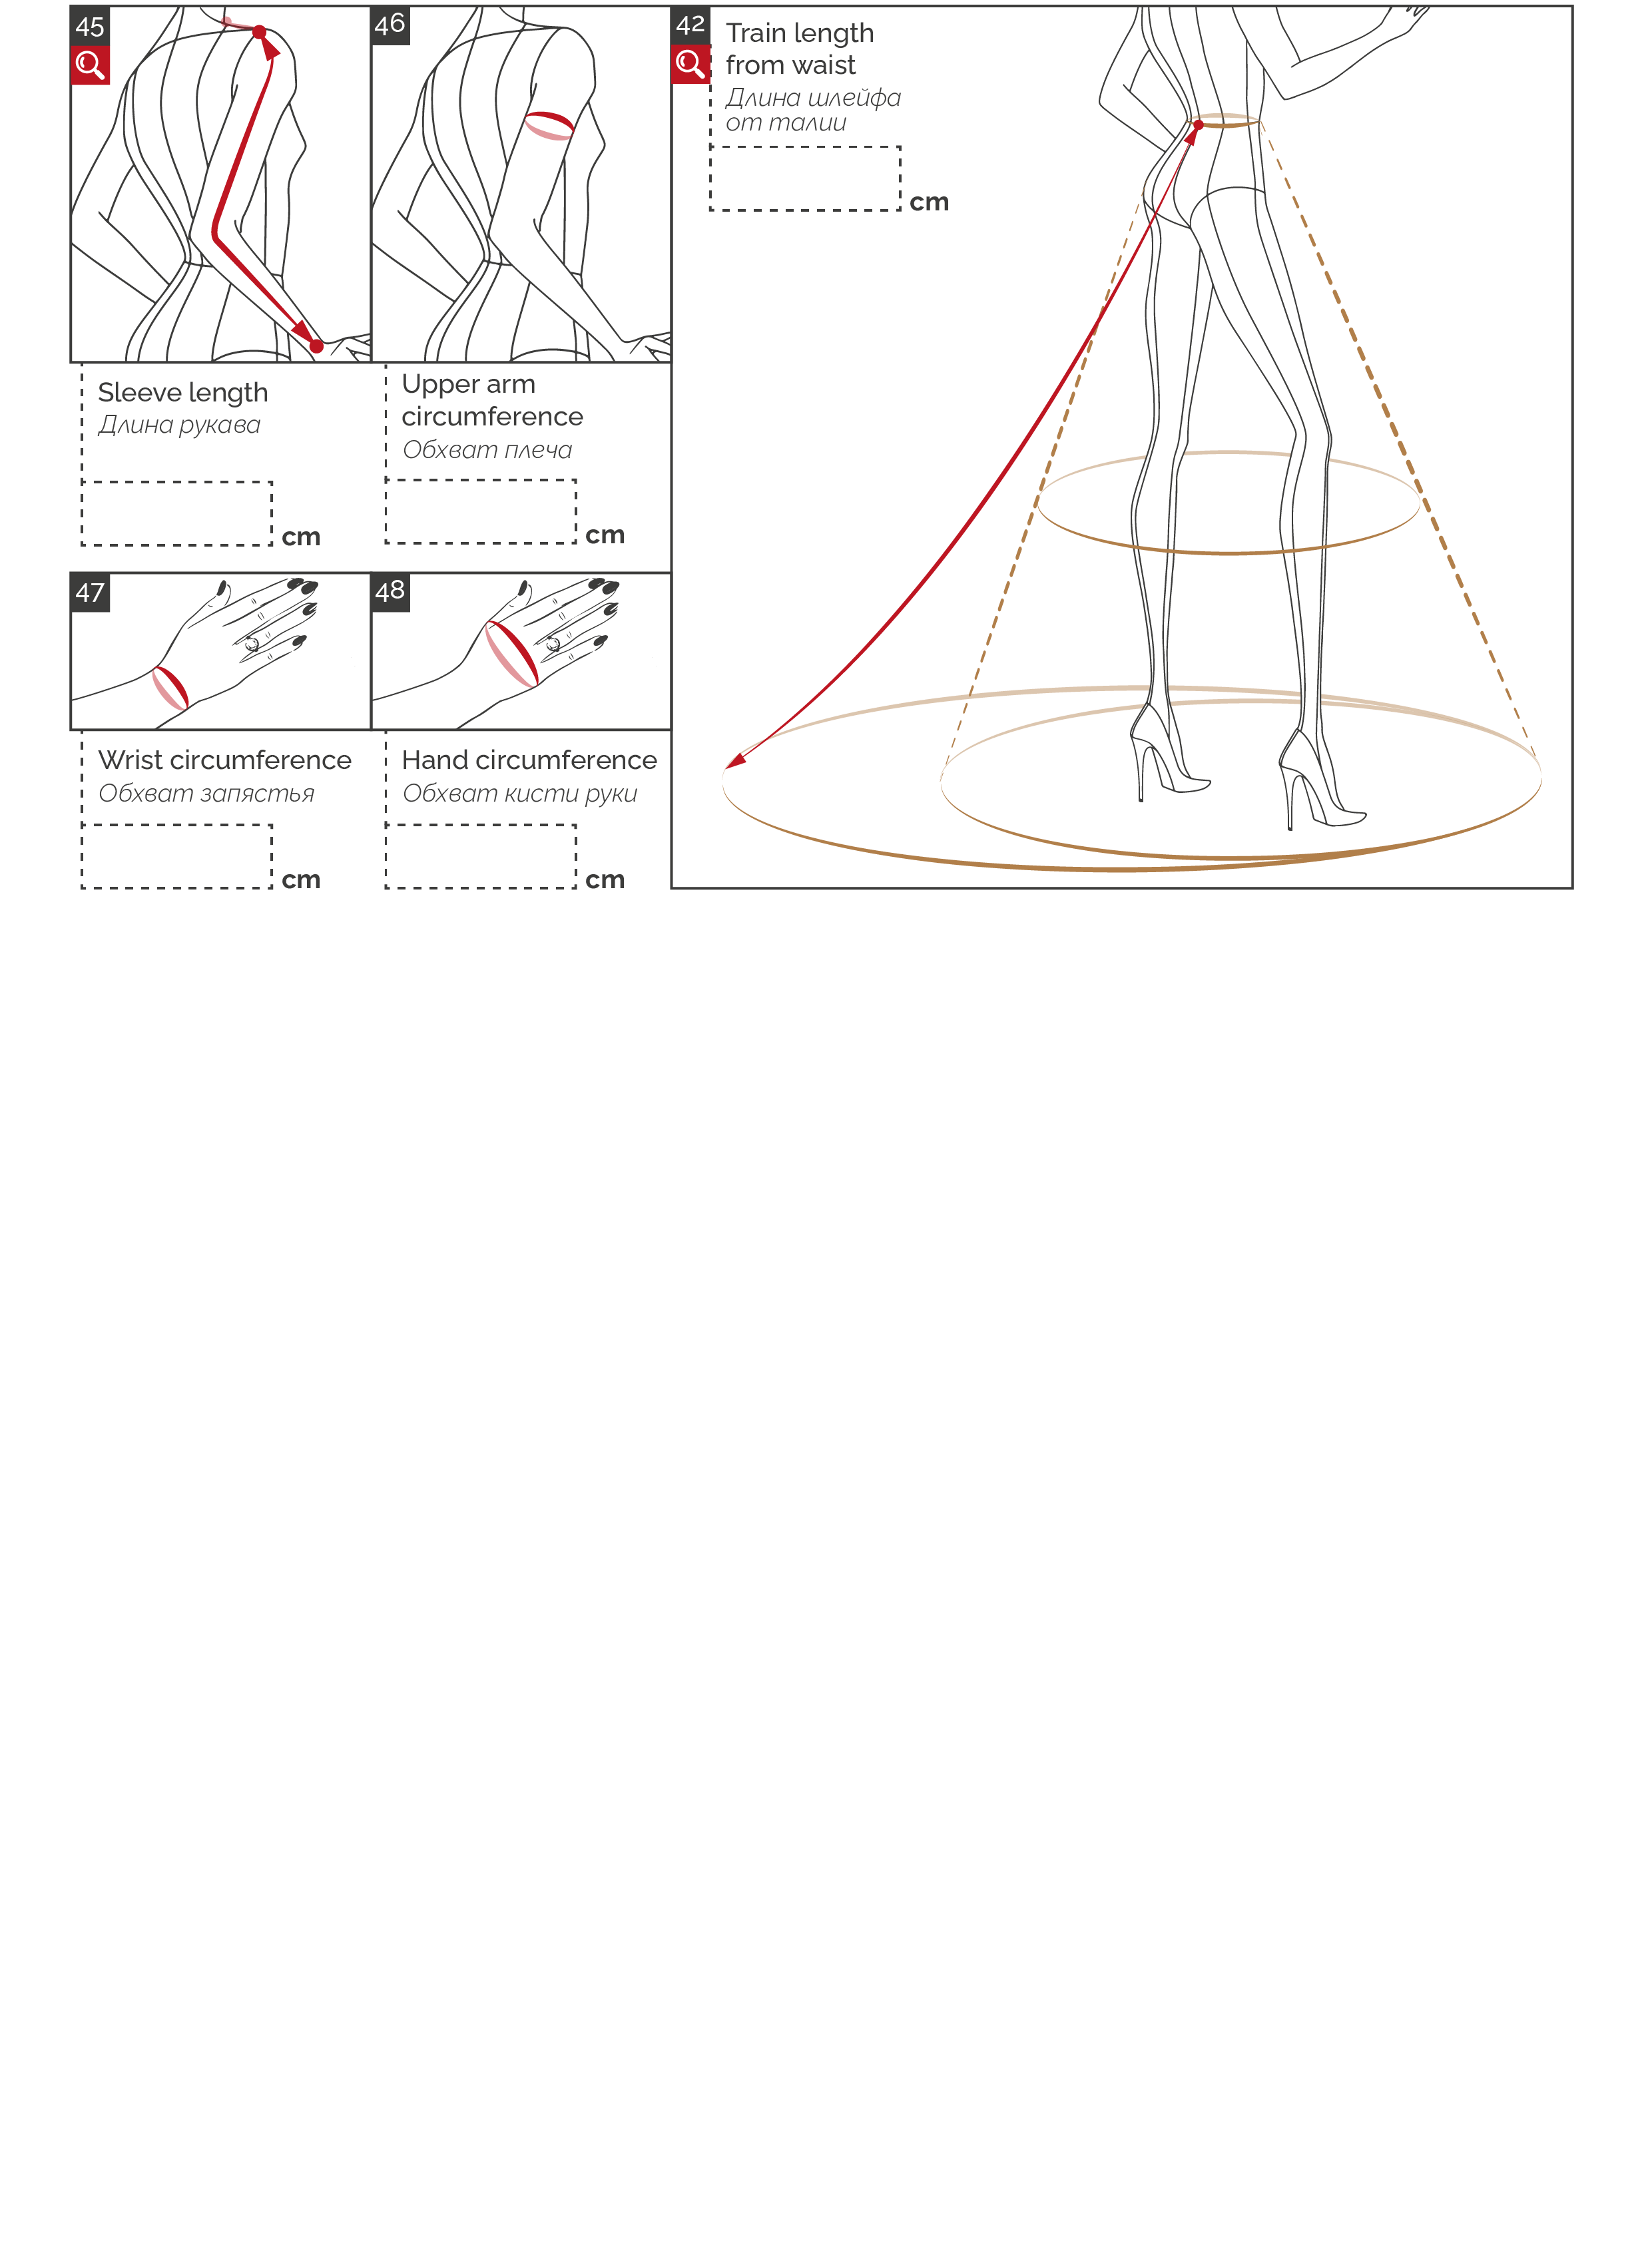 45
Sleeve length
Длина рукава
cm
46
Upper arm
circumference
Обхват плеча
cm
47
Wrist circumference
Обхват запястья
cm
48
Hand circumference
Обхват кисти руки
cm
42
Train length
from waist
Длина шлейфа
от талии
cm